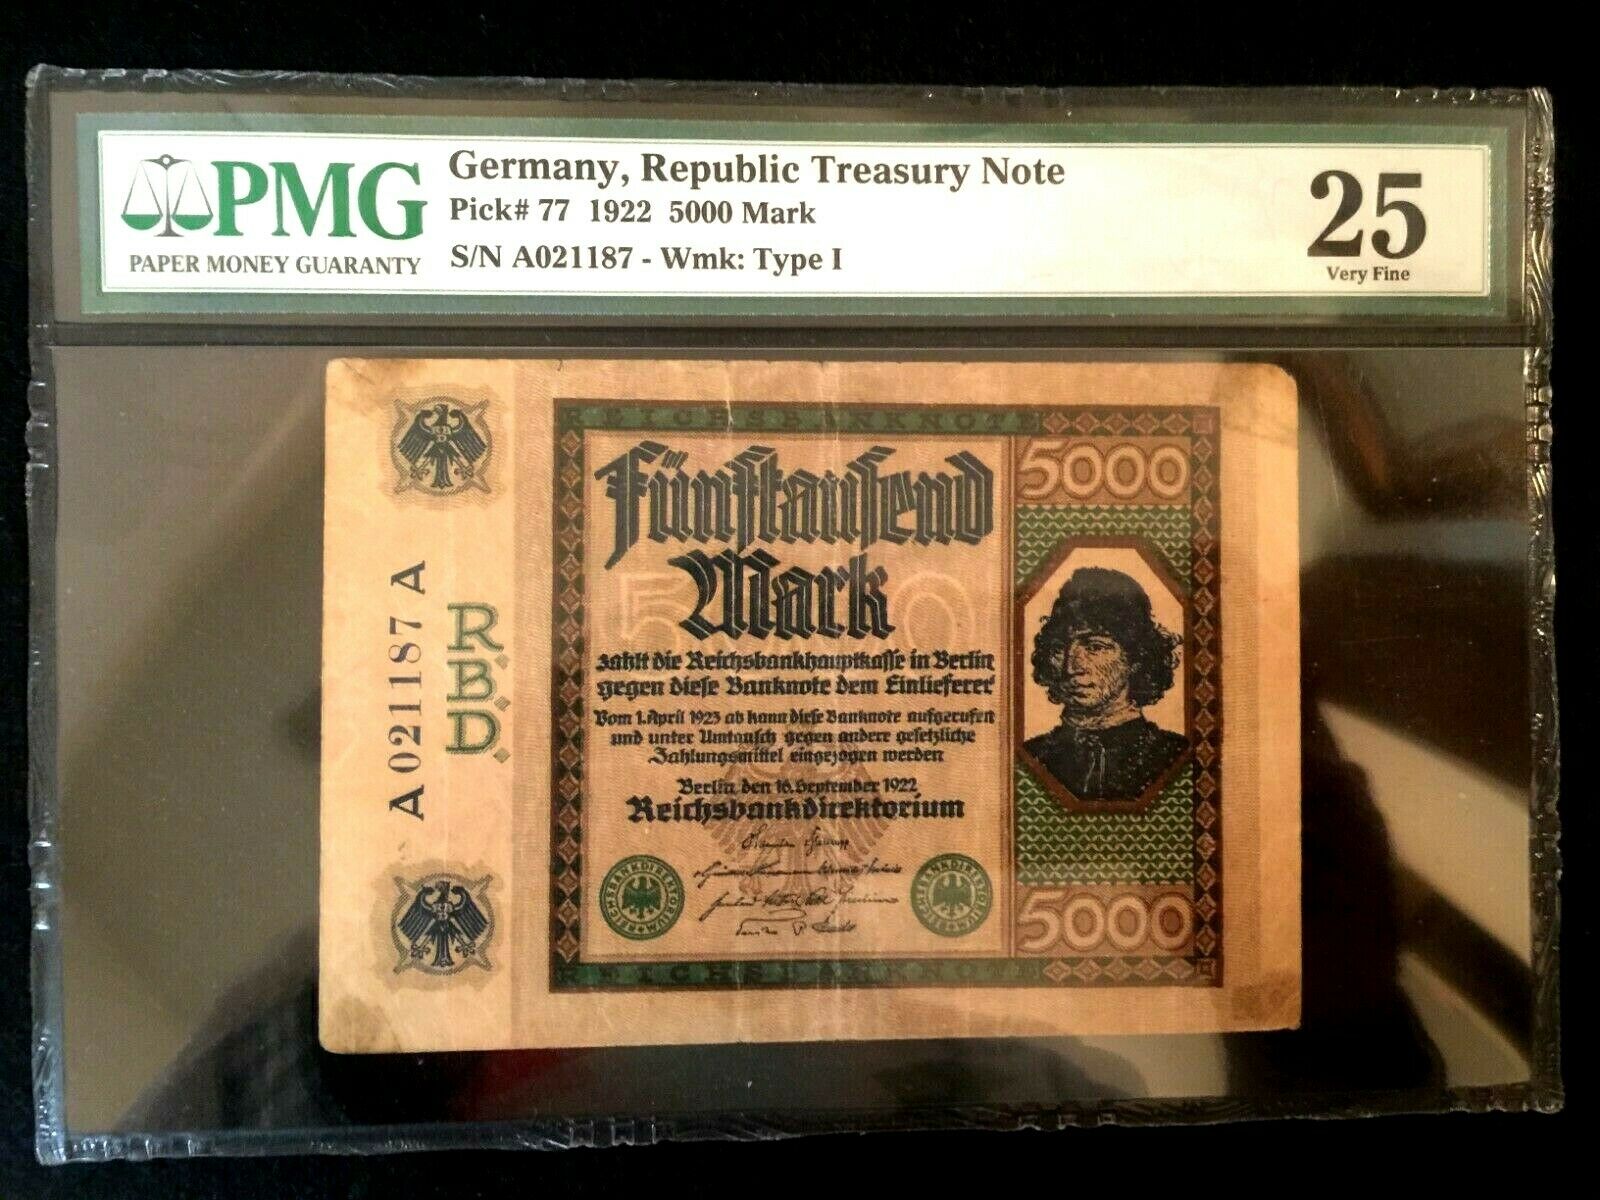 PMG
PAPER MONEY GUARANTY
Germany, Republic Treasury Note
Pick# 77 1922 5000 Mark
S/N A021187 - Wmk: Type I
25
Very Fine
A 021187 A
R.B.D.
REICHSBANKNOTE
Fünftausend
Mark
5000
zahlt die Reichsbankhauptkasse in Berlin
gegen diese Banknote dem Einlieferer
Vom 1. April 1923 ab kann diese Banknote aufgerufen
und unter Umtausch gegen andere gesetzliche
Zahlungsmittel eingezogen werden
Berlin, den 16. September 1922
Reichsbankdirektorium
REICHSBANKDIREKTORIUM
REICHSBANKDIREKTORIUM
5000
REICHSBANKNOTE